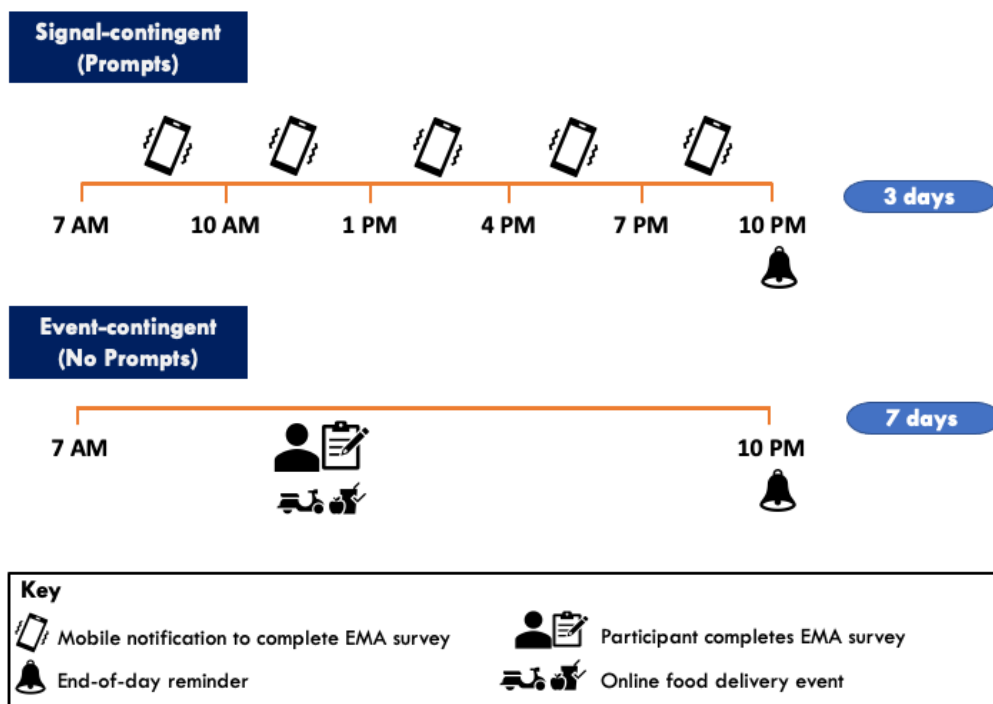 Signal-contingent
(Prompts)
7 AM 10 AM 1 PM 4 PM 7 PM 10 PM
3 days
Event-contingent
(No Prompts)
7 AM 10 PM
7 days
Key
Mobile notification to complete EMA survey
Participant completes EMA survey
End-of-day reminder
Online food delivery event